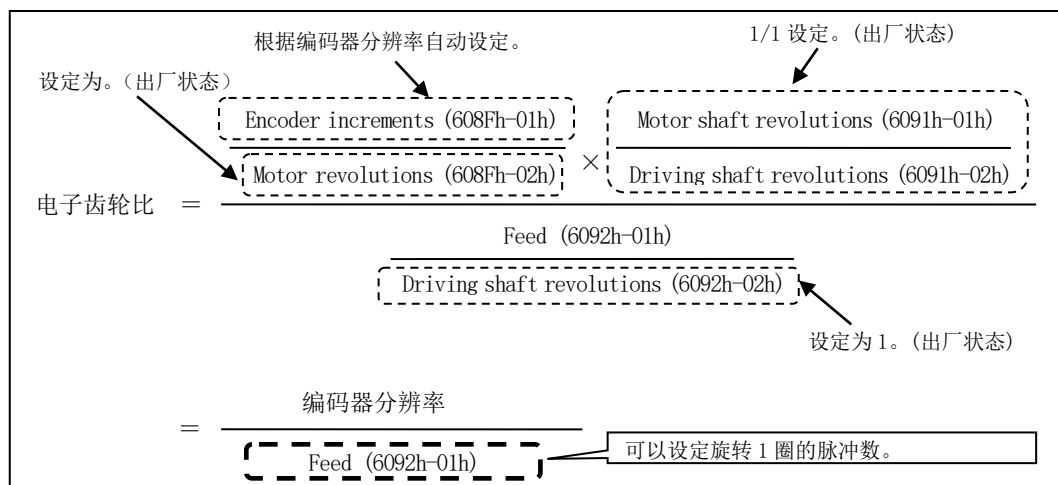 1/1 设定。(出厂状态)
根据编码器分辨率自动设定。
设定为。（出厂状态）
Encoder increments (608Fh-01h)
Motor revolutions (608Fh-02h)
×
Motor shaft revolutions (6091h-01h)
Driving shaft revolutions (6091h-02h)
电子齿轮比 =
Feed (6092h-01h)
Driving shaft revolutions (6092h-02h)
设定为 1。(出厂状态)
编码器分辨率
=
Feed (6092h-01h)
可以设定旋转 1 圈的脉冲数。